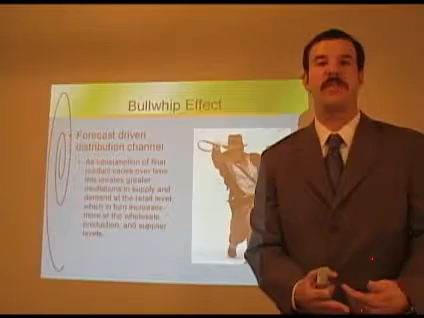 Bullwhip Effect
Forecast driven
distribution channel
As consumption of final
product varies over time
this creates greater
oscillations in supply and
demand at the retail level,
which in turn increases
more at the wholesale,
production, and supplier
levels.